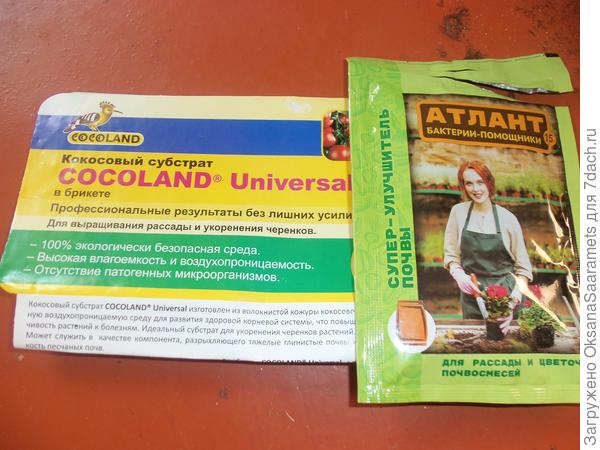 COCOLAND
Кокосовый субстрат
COCOLAND® Universal
в брикете
Профессиональные результаты без лишних усили
Для выращивания рассады и укоренения черенков.
– 100% экологически безопасная среда.
– Высокая влагоемкость и воздухопроницаемость.
– Отсутствие патогенных микроорганизмов.
Кокосовый субстрат COCOLAND® Universal изготовлен из волокнистой кожуры кокосов
ную воздухопроницаемую среду для развития здоровой корневой системы, что повыш
чивость растений к болезням. Идеальный субстрат для укоренения черенков растений.
Может служить в качестве компонента, разрыхляющего тяжелые глинистые почвы и
кость песчаных почв.
АТЛАНТ
БАКТЕРИИ-ПОМОЩНИКИ
15
СУПЕР-УЛУЧШИТЕЛЬ
ПОЧВЫ
ДЛЯ РАССАДЫ И ЦВЕТОЧ
ПОЧВОСМЕСЕЙ
Загружено OksanaSaaramets для 7dach.ru